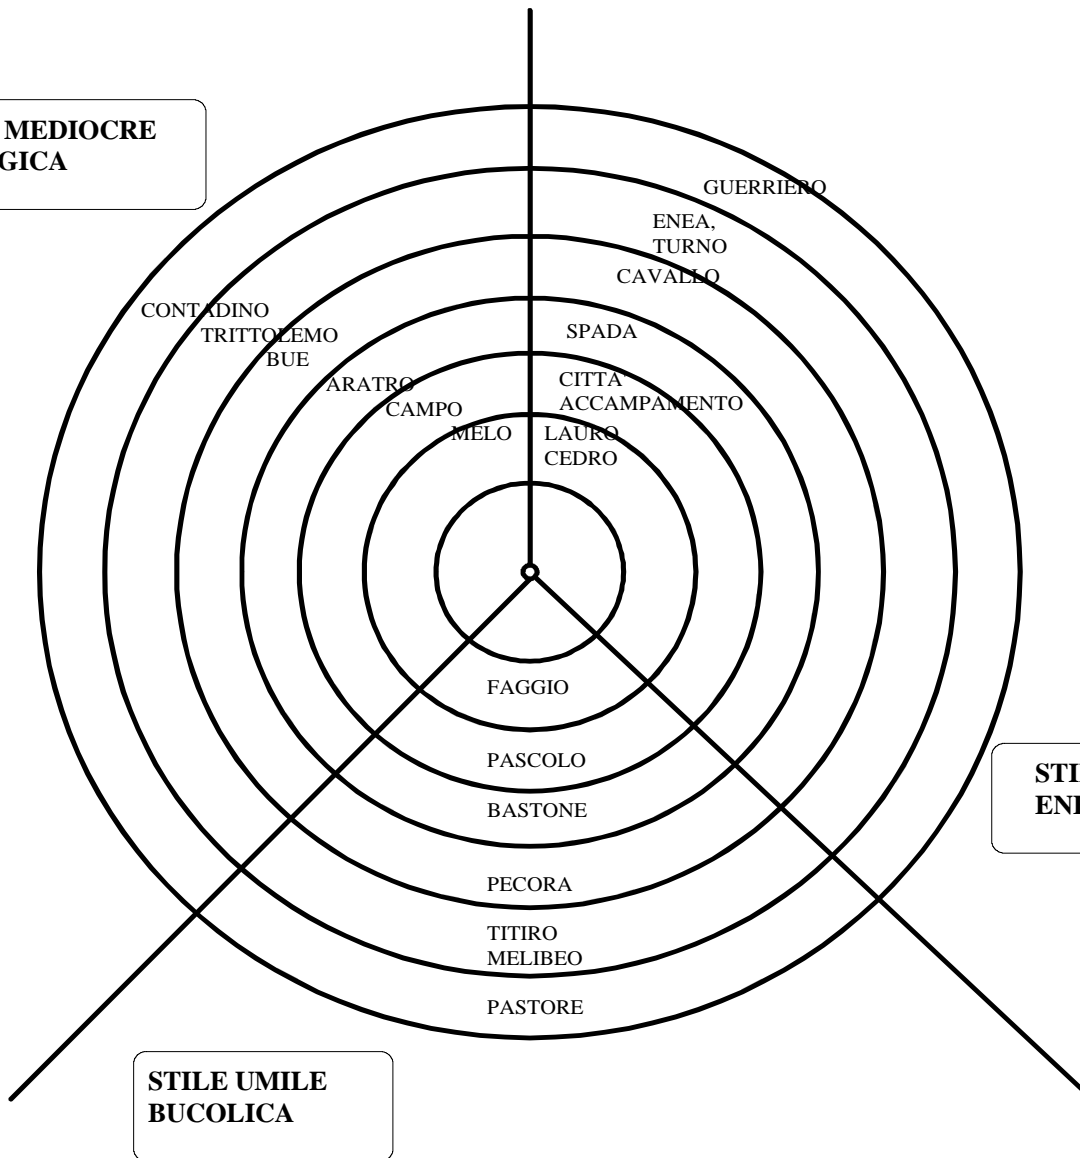 MEDIOCRE
GICA
GUERRIERO
ENEA,
TURNO
CAVALLO
SPADA
CITTA'
ACCAMPAMENTO
LAURO
CEDRO
CONTADINO
TRITTOLEMO
BUE
ARATRO
CAMPO
MELO
FAGGIO
PASCOLO
BASTONE
PECORA
TITIRO
MELIBEO
PASTORE
STILE UMILE
BUCOLICA